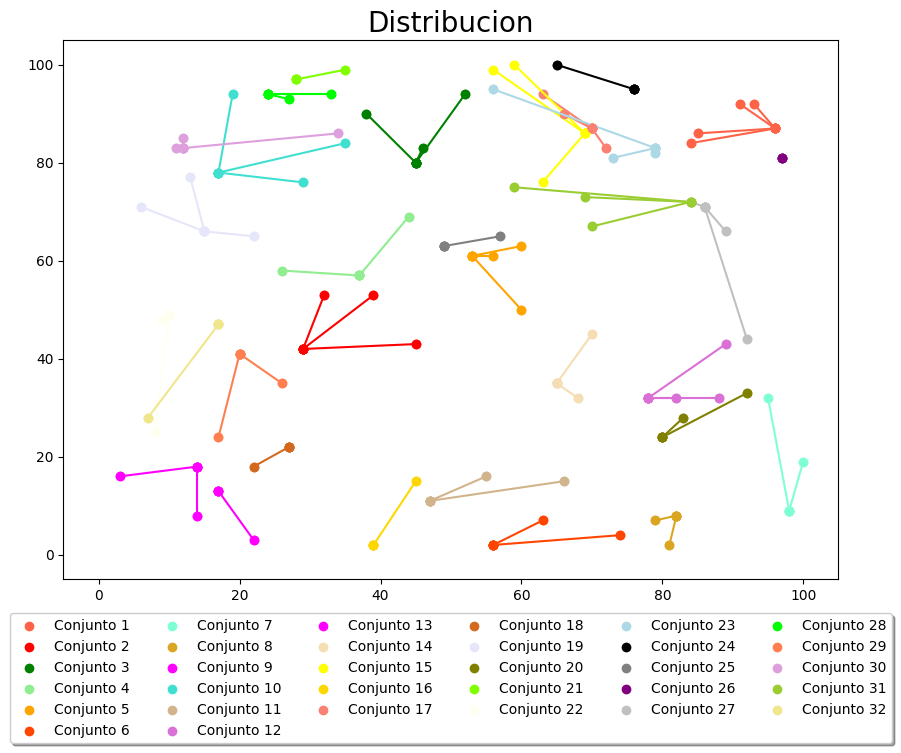 Distribucion
100
80
60
40
20
0
0 20 40 60 80 100
Conjunto 1 Conjunto 7 Conjunto 13 Conjunto 18 Conjunto 23 Conjunto 28
Conjunto 2 Conjunto 8 Conjunto 14 Conjunto 19 Conjunto 24 Conjunto 29
Conjunto 3 Conjunto 9 Conjunto 15 Conjunto 20 Conjunto 25 Conjunto 30
Conjunto 4 Conjunto 10 Conjunto 16 Conjunto 21 Conjunto 26 Conjunto 31
Conjunto 5 Conjunto 11 Conjunto 17 Conjunto 22 Conjunto 27 Conjunto 32
Conjunto 6 Conjunto 12